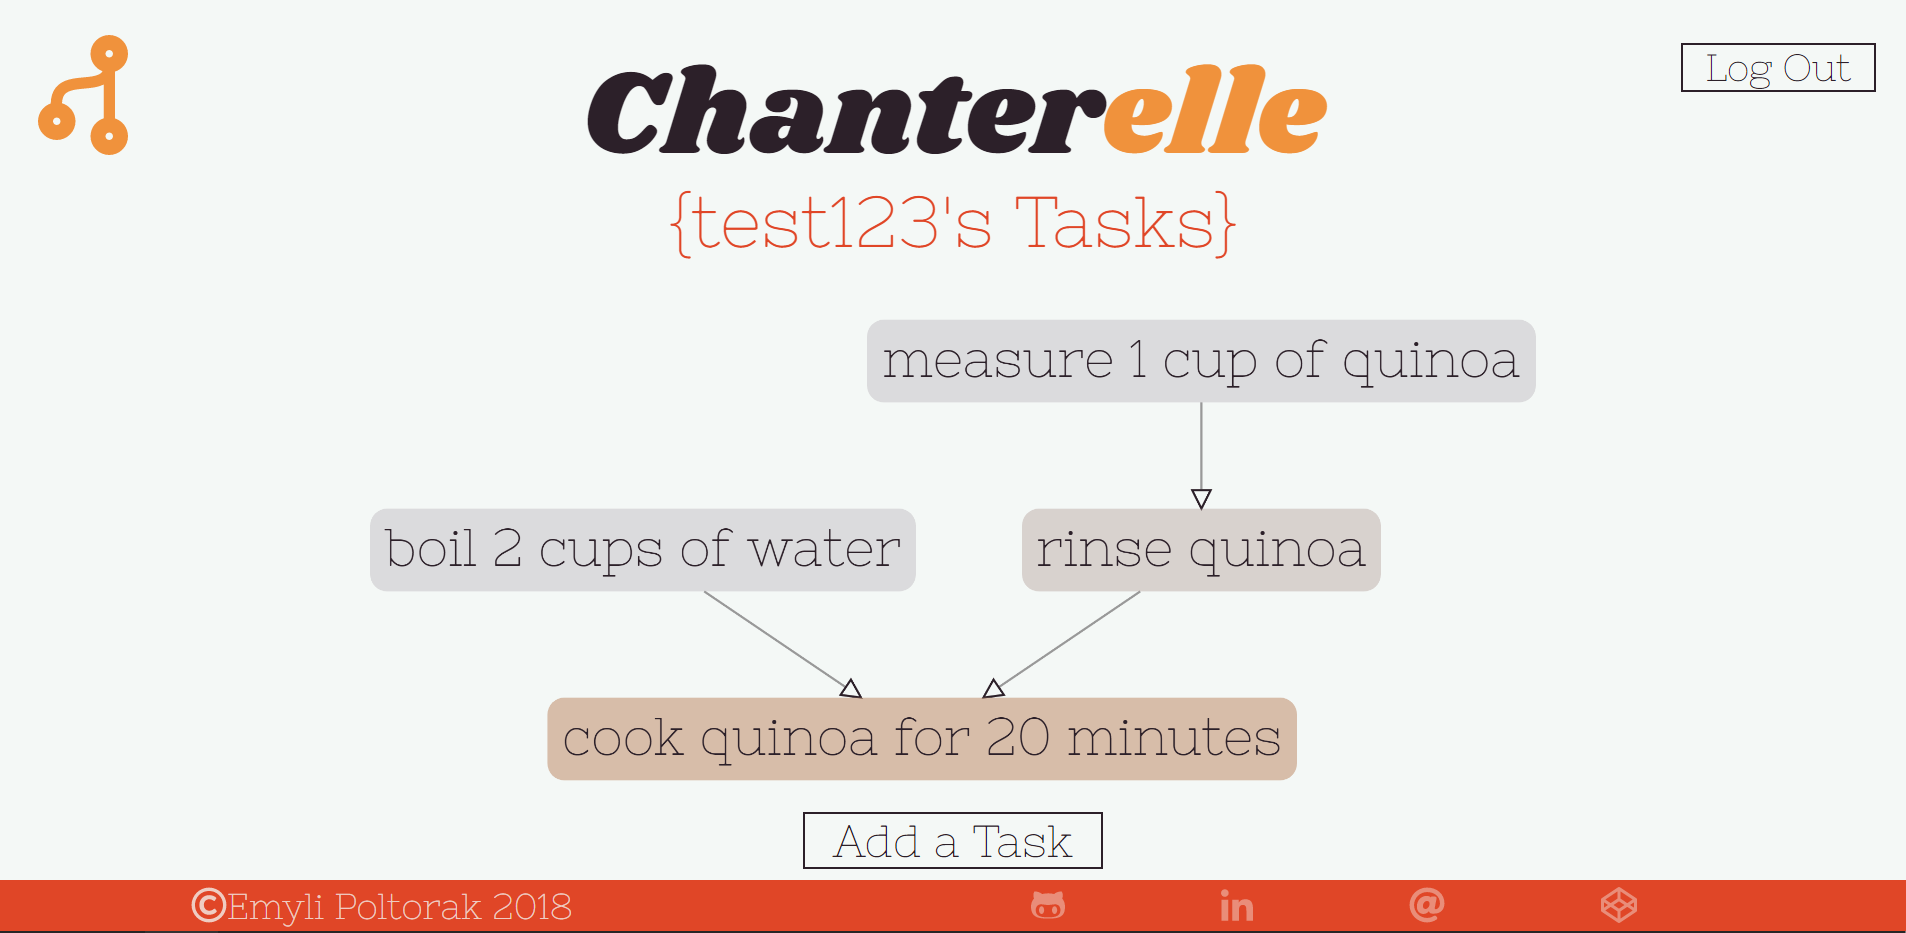 Chanterelle
Log Out
{test123's Tasks}
measure 1 cup of quinoa
boil 2 cups of water
rinse quinoa
cook quinoa for 20 minutes
Add a Task
©Emyli Poltorak 2018